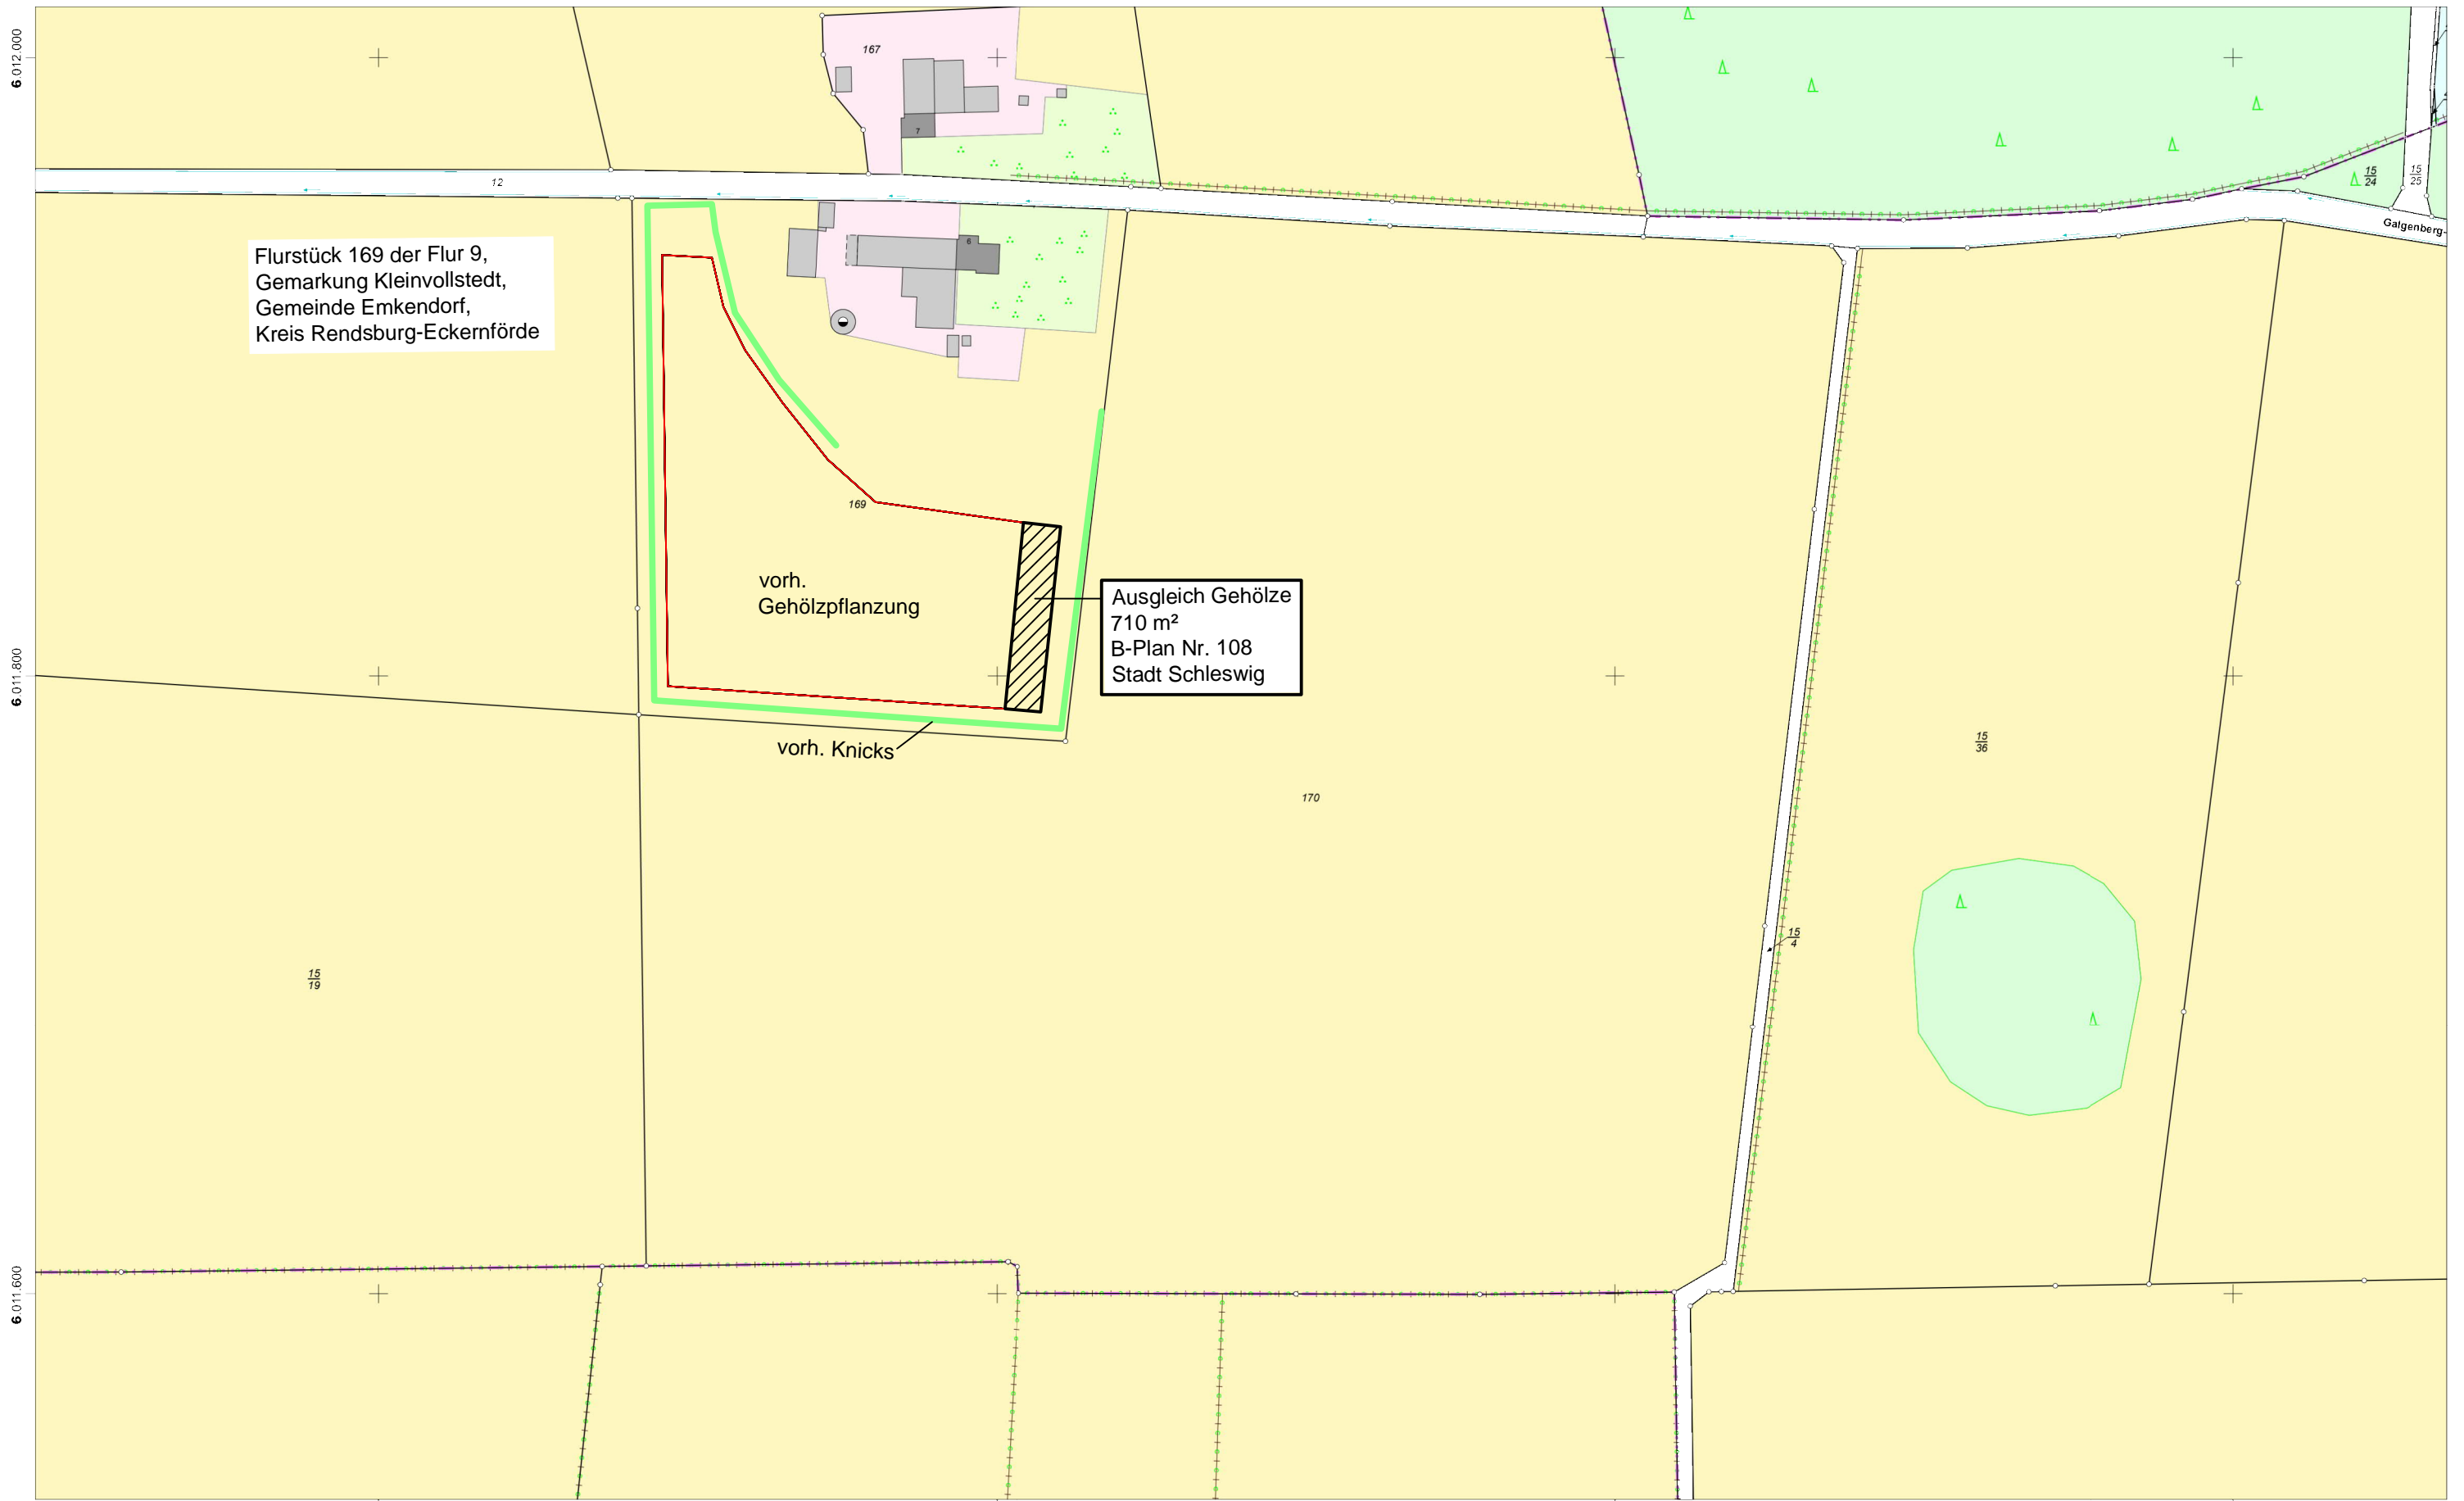 6.012.000
167
7
12
15
24
15
25
Galgenberg-
Flurstück 169 der Flur 9,
Gemarkung Kleinvollstedt,
Gemeinde Emkendorf,
Kreis Rendsburg-Eckernförde
6
169
vorh.
Gehölzpflanzung
Ausgleich Gehölze
710 m²
B-Plan Nr. 108
Stadt Schleswig
6.011.800
vorh. Knicks
15
36
170
15
4
15
19
6.011.600